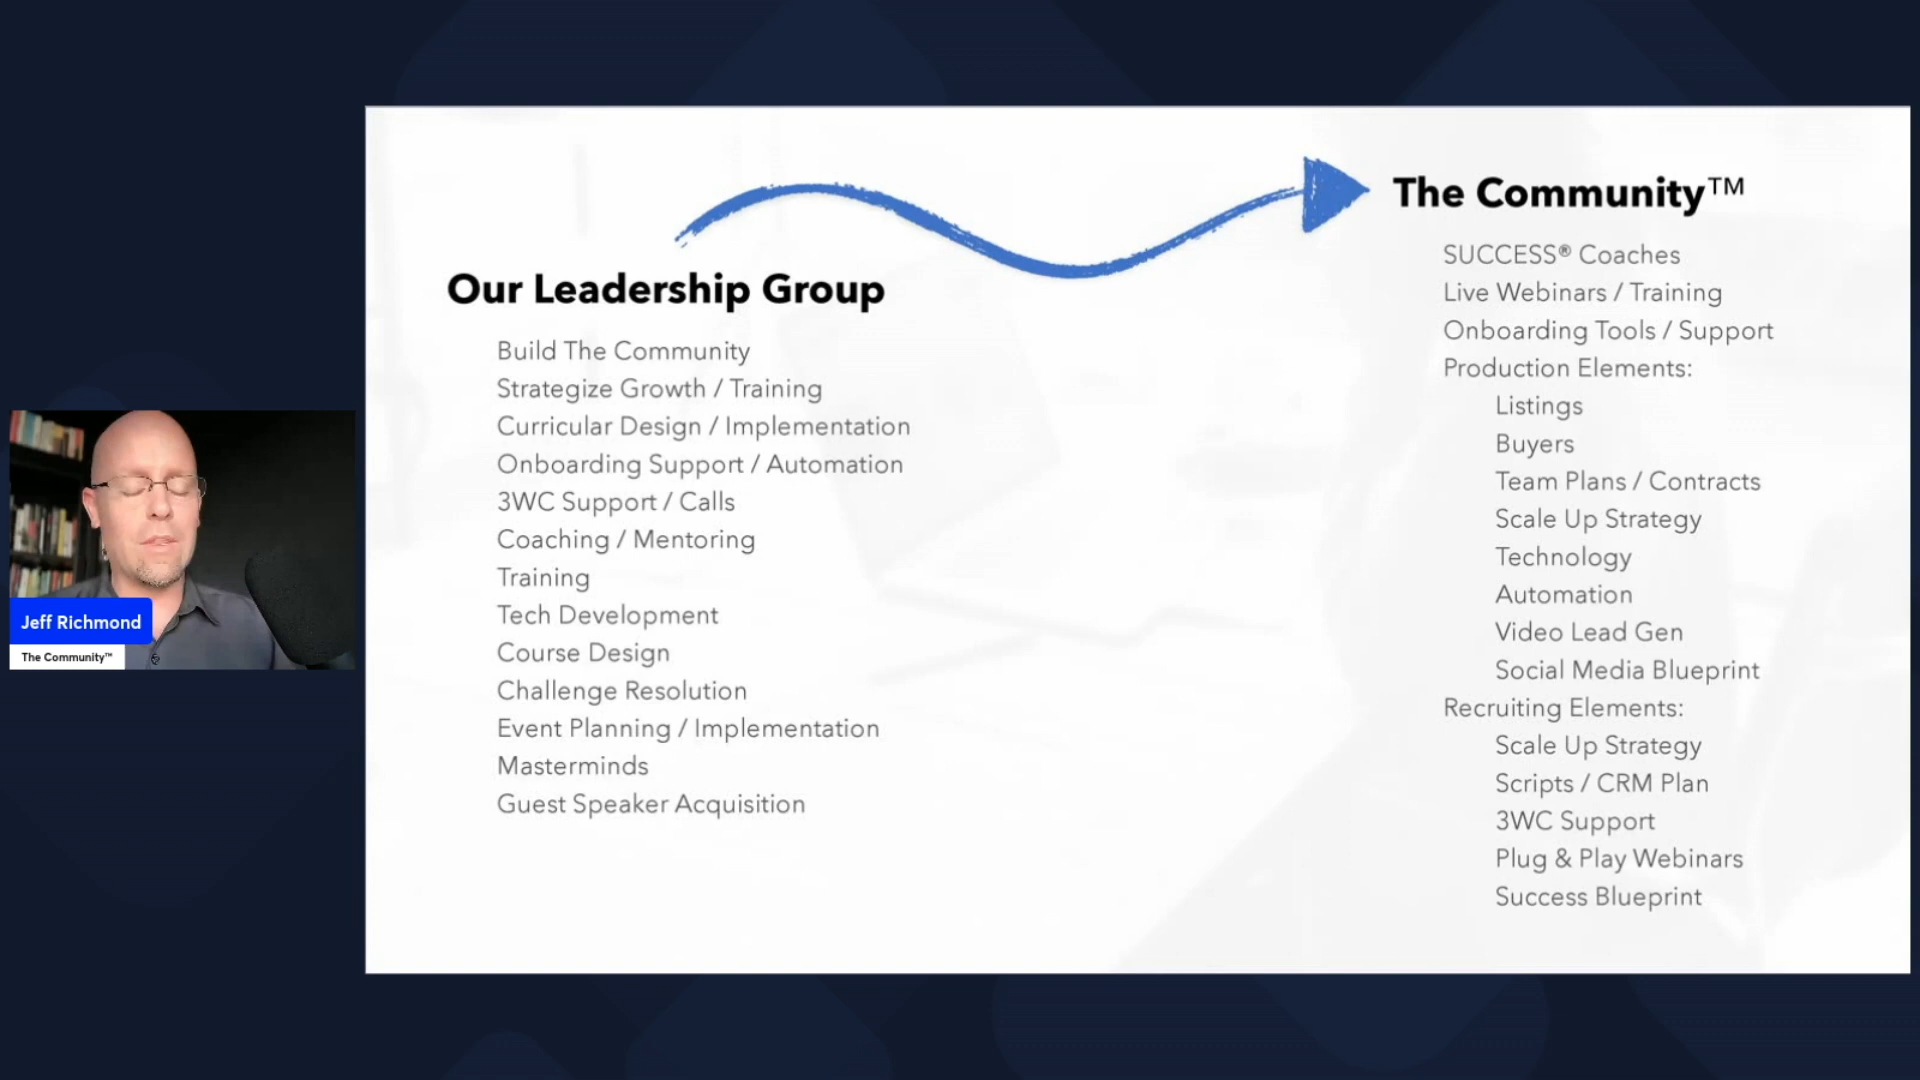 Our Leadership Group
Build The Community
Strategize Growth / Training
Curricular Design / Implementation
Onboarding Support / Automation
3WC Support / Calls
Coaching / Mentoring
Training
Tech Development
Course Design
Challenge Resolution
Event Planning / Implementation
Masterminds
Guest Speaker Acquisition
The Community™
SUCCESS® Coaches
Live Webinars / Training
Onboarding Tools / Support
Production Elements:
Listings
Buyers
Team Plans / Contracts
Scale Up Strategy
Technology
Automation
Video Lead Gen
Social Media Blueprint
Recruiting Elements:
Scale Up Strategy
Scripts / CRM Plan
3WC Support
Plug & Play Webinars
Success Blueprint
Jeff Richmond
The Community™